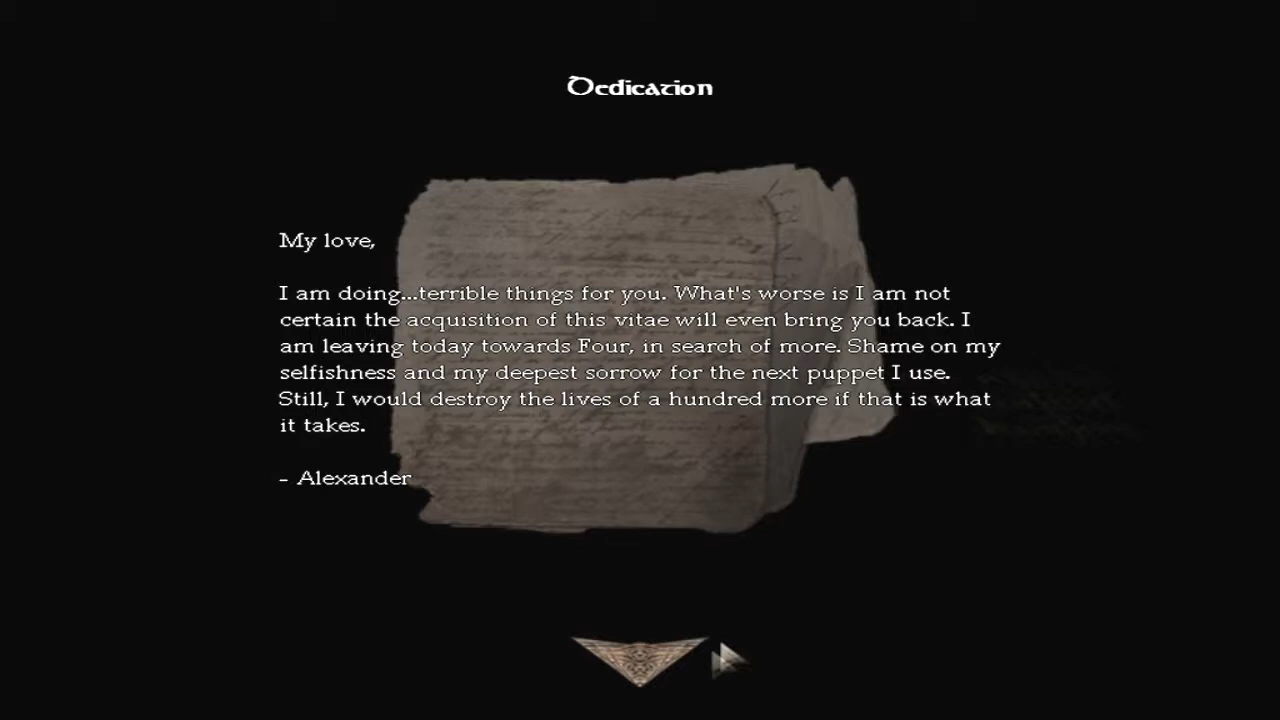 Dedication
My love,
I am doing...terrible things for you. What's worse is I am not
certain the acquisition of this vitae will even bring you back. I
am leaving today towards Four, in search of more. Shame on my
selfishness and my deepest sorrow for the next puppet I use.
Still, I would destroy the lives of a hundred more if that is what
it takes.
- Alexander